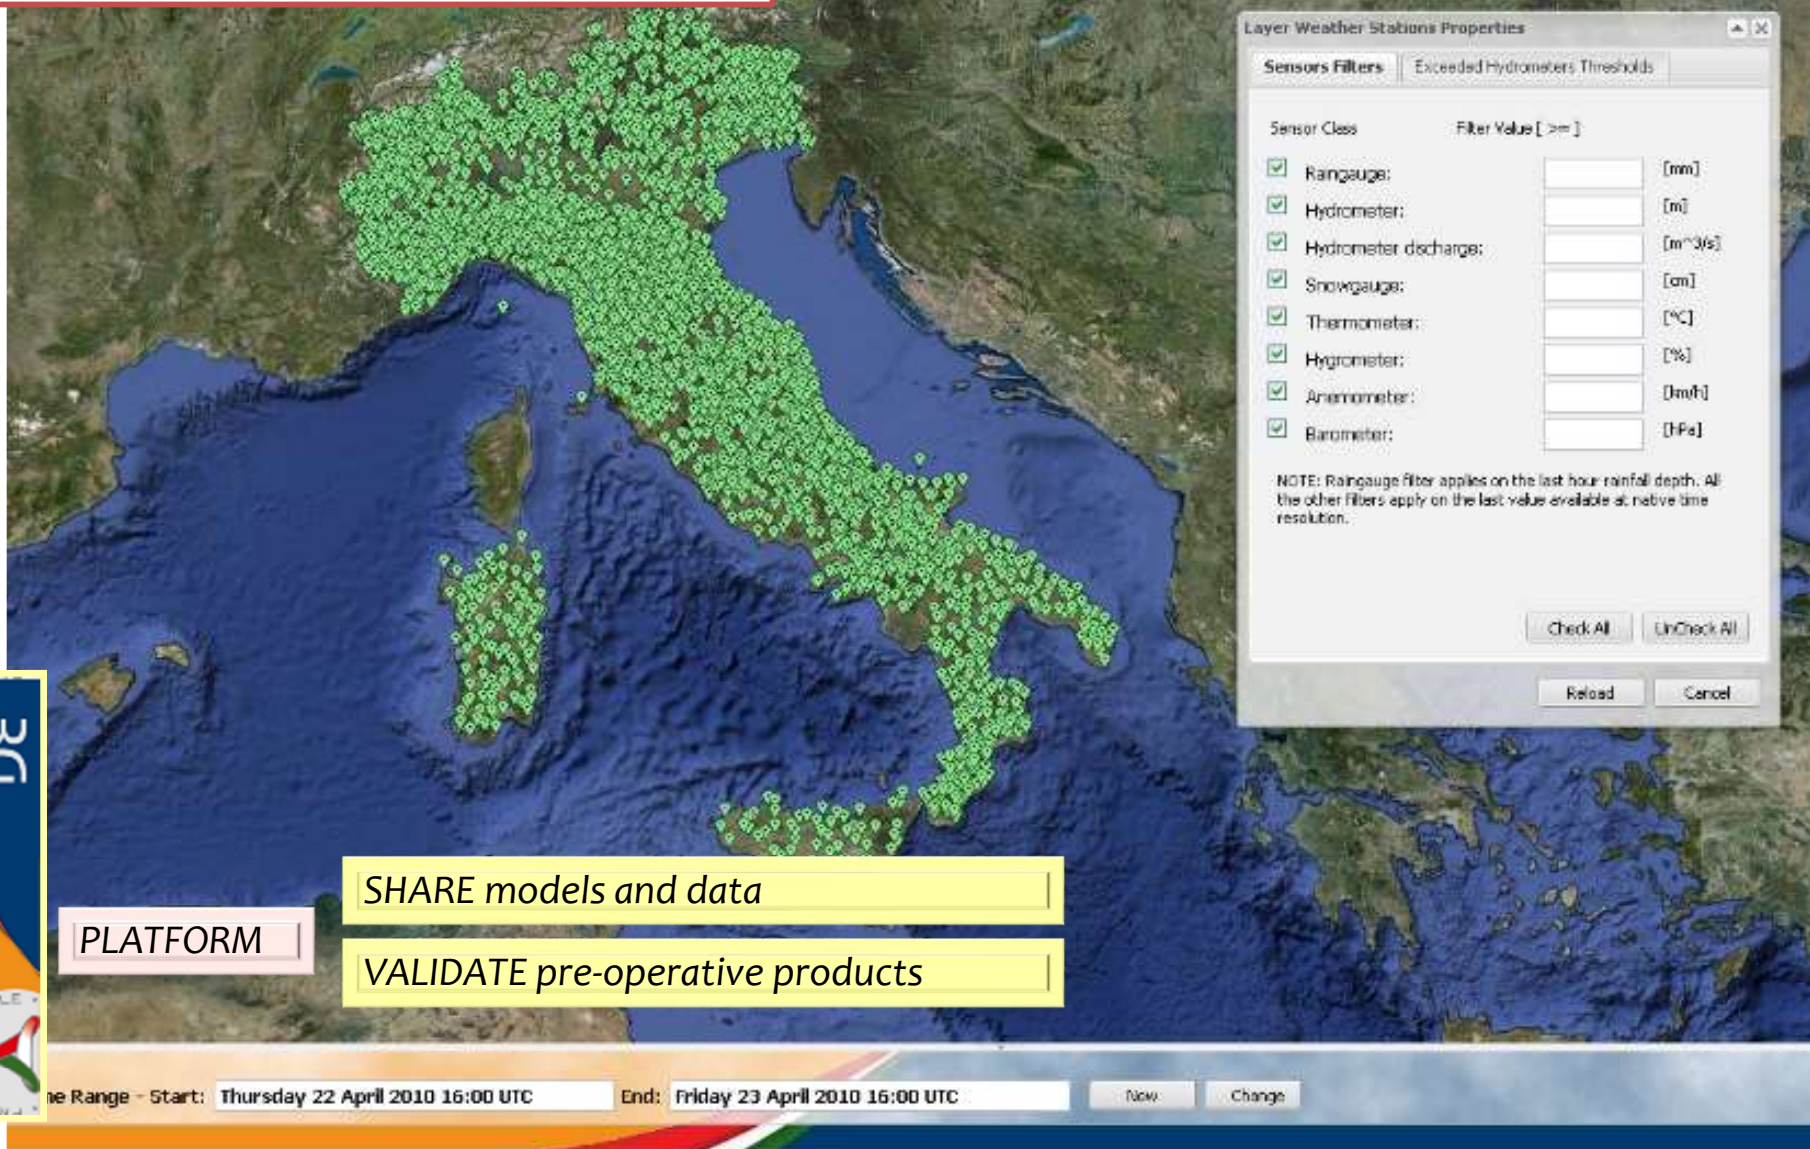 Layer Weather Stations Properties
Sensors Filters
Exceeded Hydrometers Thresholds
Sensor Class Filter Value [ >= ]
Raingauge: [mm]
Hydrometer: [m]
Hydrometer discharge: [m^3/s]
Snowgauge: [cm]
Thermometer: [°C]
Hygrometer: [%]
Anemometer: [km/h]
Barometer: [hPa]
NOTE: Raingauge filter applies on the last hour rainfall depth. All
the other filters apply on the last value available at native time
resolution.
Check All UnCheck All
Reload Cancel
SHARE models and data
PLATFORM
VALIDATE pre-operative products
Range - Start: Thursday 22 April 2010 16:00 UTC End: Friday 23 April 2010 16:00 UTC Now Change